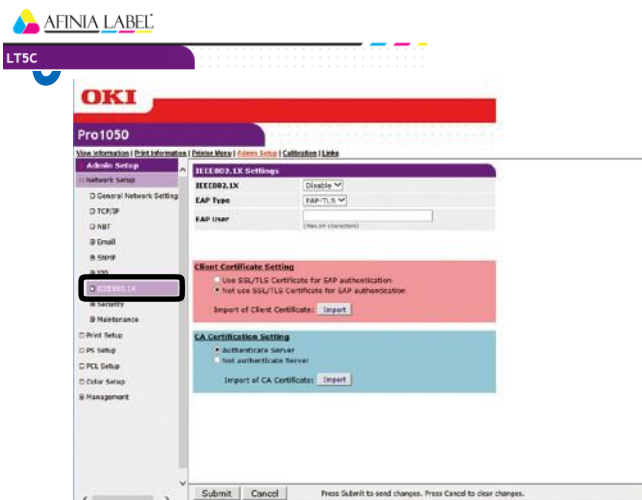 AFINIA LABEL
LT5C
OKI
Pro1050
View Information | Print Information | Printer Menu | Admin Setup | Calibration | Links
Admin Setup
Network Setup
General Network Setting
TCP/IP
NBT
Email
SNMP
IPP
IEEE802.1X
Security
Maintenance
Print Setup
PS Setup
PCL Setup
Color Setup
Management
IEEE802.1X Settings
IEEE802.1X Disable
EAP Type EAP-TLS
EAP User
Client Certificate Setting
Use SSL/TLS Certificate for EAP authentication
Not use SSL/TLS Certificate for EAP authentication
Import of Client Certificate: Import
CA Certification Setting
Authenticate Server
Not authenticate Server
Import of CA Certificate: Import
Submit Cancel Press Submit to send changes. Press Cancel to clear changes.